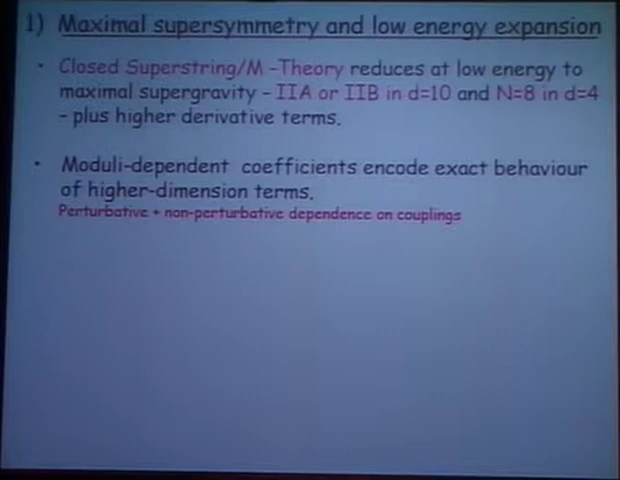 1) Maximal supersymmetry and low energy expansion
• Closed Superstring/M -Theory reduces at low energy to
maximal supergravity - IIA or IIB in d=10 and N=8 in d=4
- plus higher derivative terms.
• Moduli-dependent coefficients encode exact behaviour
of higher-dimension terms.
Perturbative + non-perturbative dependence on couplings